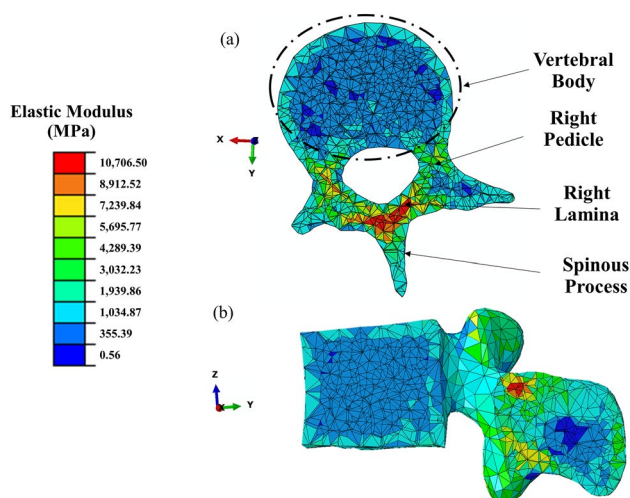 (a)
Vertebral
Body
Elastic Modulus
(MPa)
Right
Pedicle
X
Z
Y
10,706.50
8,912.52
7,239.84
5,695.77
4,289.39
3,032.23
1,939.86
1,034.87
355.39
0.56
Right
Lamina
Spinous
Process
(b)
Z
X
Y